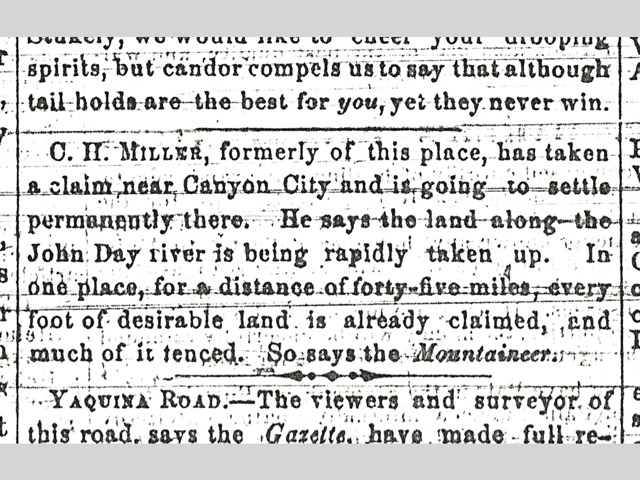 Stukely, we would like to cheer your drooping
spirits, but candor compels us to say that although
tail holds are the best for you, yet they never win.
C. H. MILLER, formerly of this place, has taken
a claim near Canyon City and is going to settle
permanently there. He says the land along the
John Day river is being rapidly taken up. In
one place, for a distance of forty-five miles, every
foot of desirable land is already claimed, and
much of it fenced. So says the Mountaineer.
YAQUINA ROAD.—The viewers and surveyor of
this road, says the Gazette, have made full re-